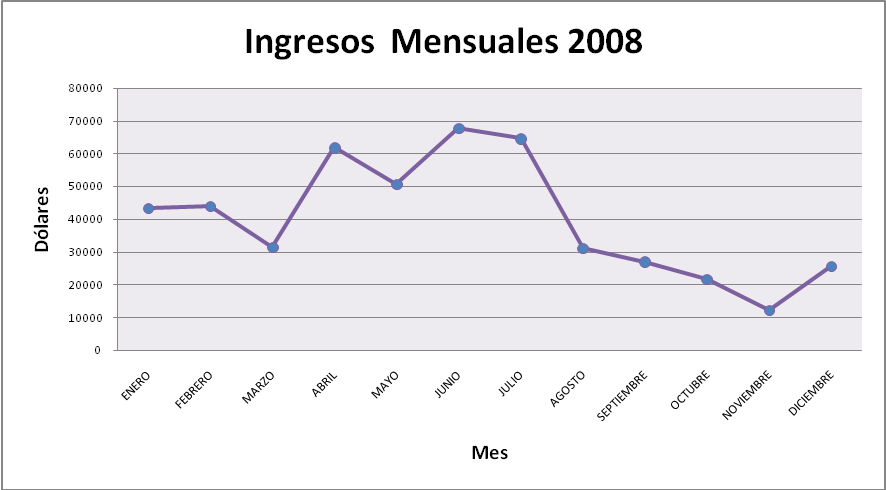 Ingresos  Mensuales 2008
80000
70000
60000
50000
40000
30000
20000
10000
0
Dólares
ENERO
FEBRERO
MARZO
ABRIL
MAYO
JUNIO
JULIO
AGOSTO
SEPTIEMBRE
OCTUBRE
NOVIEMBRE
DICIEMBRE
Mes